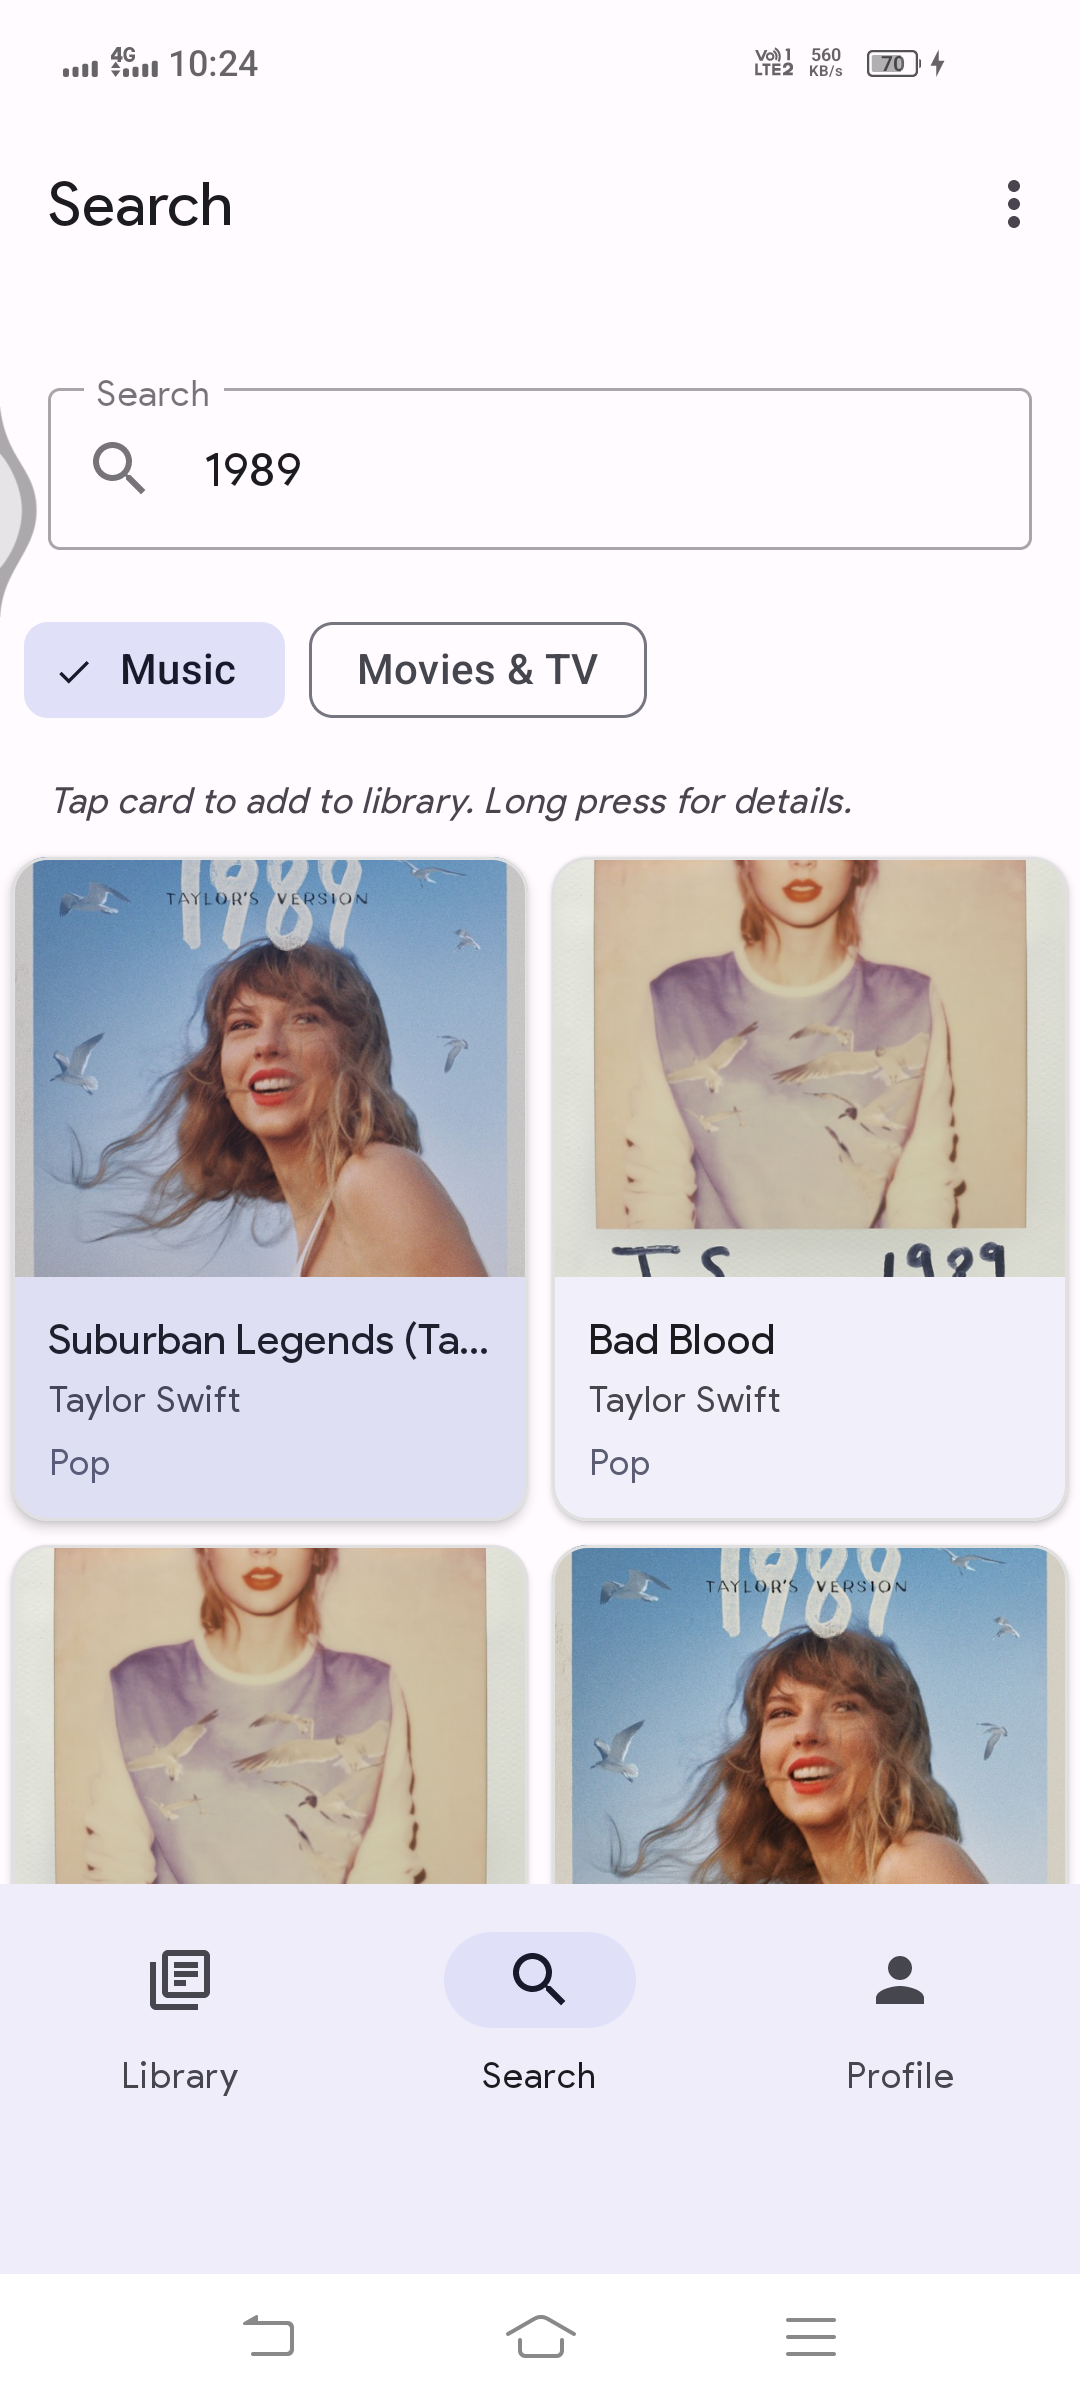 4G 10:24 Vo) 1 LTE2 560 KB/s 70
Search
Search
1989
Music Movies & TV
Tap card to add to library. Long press for details.
1989
TAYLOR'S VERSION
T S 1989
Suburban Legends (Ta...
Taylor Swift
Pop
Bad Blood
Taylor Swift
Pop
1989
TAYLOR'S VERSION
Library Search Profile